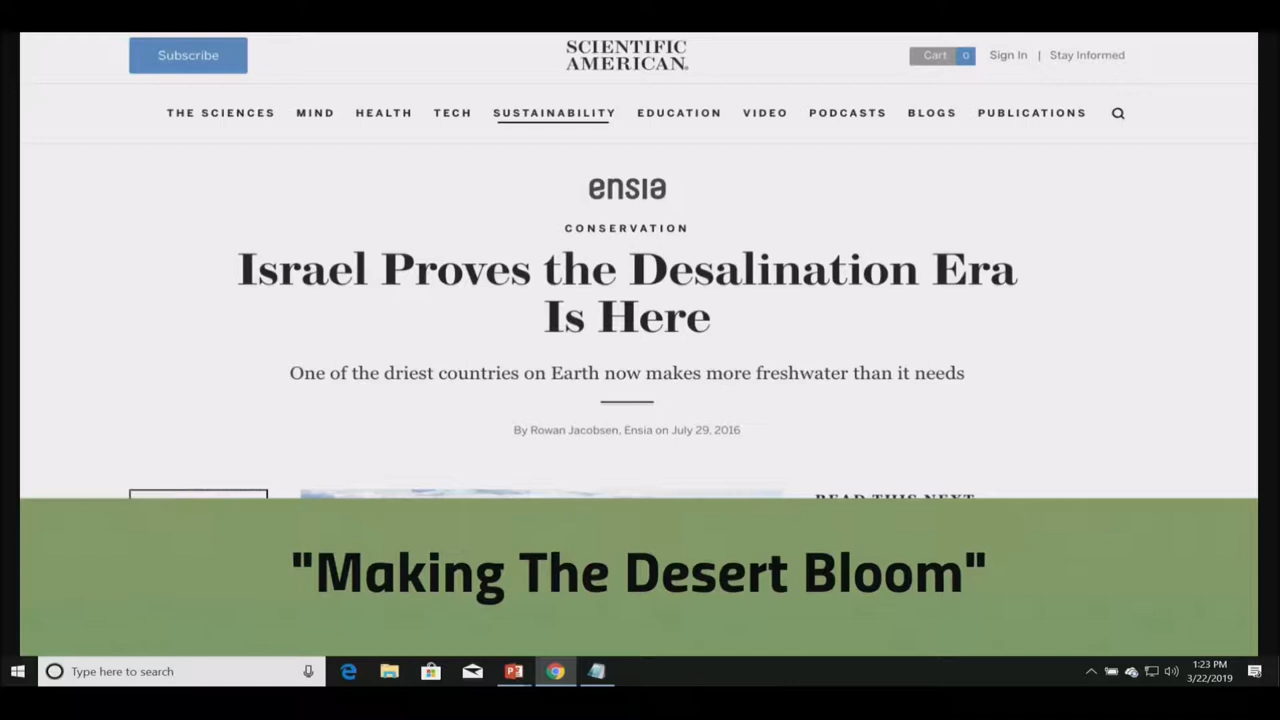 Subscribe
SCIENTIFIC
AMERICAN®
Cart 0 Sign In | Stay Informed
THE SCIENCES MIND HEALTH TECH SUSTAINABILITY EDUCATION VIDEO PODCASTS BLOGS PUBLICATIONS
ensia
CONSERVATION
Israel Proves the Desalination Era
Is Here
One of the driest countries on Earth now makes more freshwater than it needs
By Rowan Jacobsen, Ensia on July 29, 2016
READ THIS NEXT
"Making The Desert Bloom"
Type here to search
1:23 PM
3/22/2019